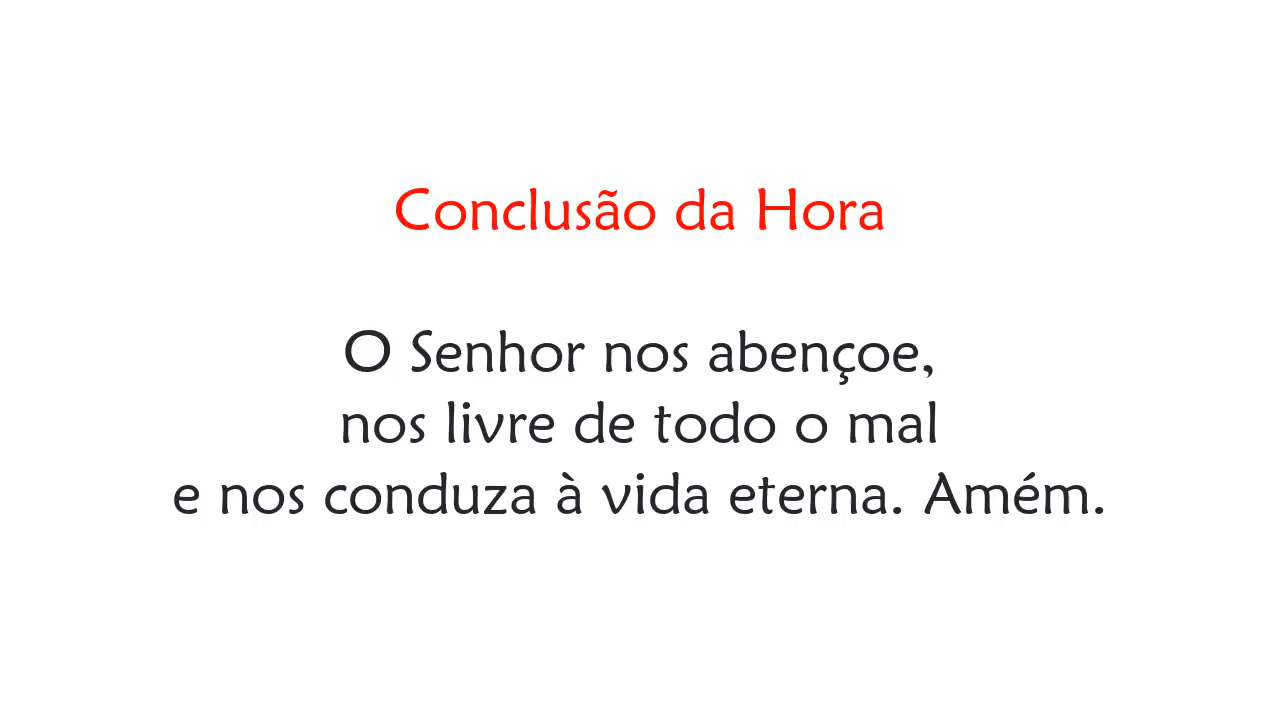 Conclusão da Hora
O Senhor nos abençoe,
nos livre de todo o mal
e nos conduza à vida eterna. Amém.